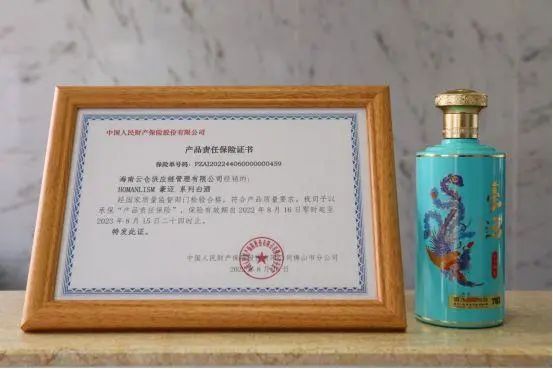 中国人民财产保险股份有限公司
产品责任保险证书
保险单号码：PZAI202244060000000459
海南云仓供应链管理有限公司经销的：
HOMANLISM 豪迈 系列白酒
经国家质量监督部门检验合格，符合产品质量要求，我司予以
承保“产品责任保险”，保险有效期自2022年8月16日零时起至
2023年8月15日二十四时止。
特发此证。
中国人民财产保险股份有限公司佛山市分公司
豪迈